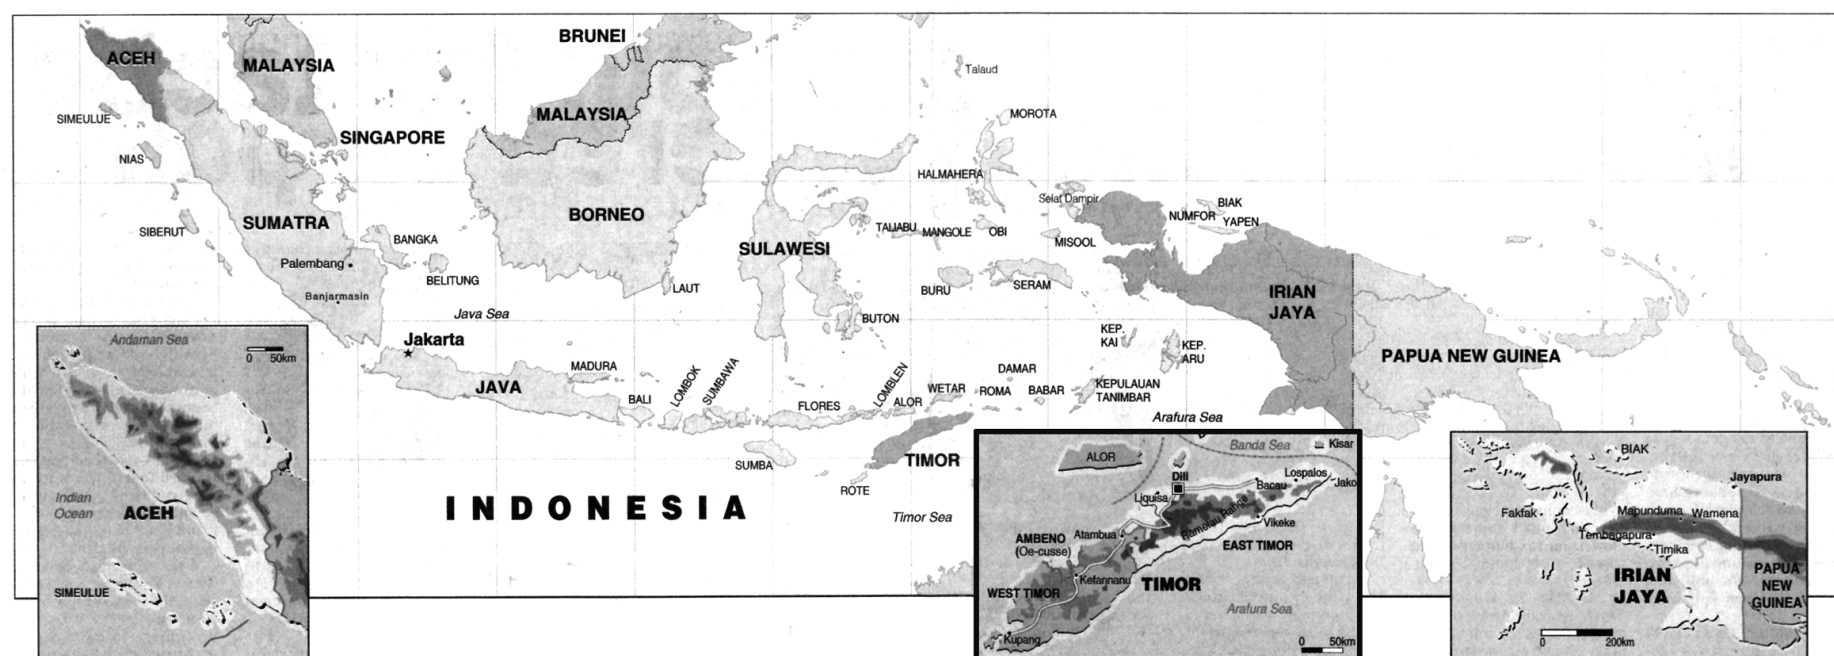 BRUNEI
ACEH
MALAYSIA
Talaud
MALAYSIA
MOROTA
SIMEULUE
SINGAPORE
NIAS
HALMAHERA
Selat Dampir
BIAK
NUMFOR
YAPEN
SUMATRA
BORNEO
SIBERUT
BANGKA
TALIABU
MANGOLE
OBI
MISOOL
SULAWESI
Palembang
BELITUNG
LAUT
BURU
SERAM
IRIAN
JAYA
Banjarmasin
Java Sea
BUTON
KEP.
KAI
KEP.
ARU
Jakarta
PAPUA NEW GUINEA
JAVA
MADURA
BALI
LOMBOK
SUMBAWA
FLORES
LOMBLEN
ALOR
WETAR
ROMA
DAMAR
BABAR
KEPULAUAN
TANIMBAR
Arafura Sea
SUMBA
ROTE
TIMOR
INDONESIA
Timor Sea
Andaman Sea
0 50km
Indian
Ocean
ACEH
SIMEULUE
Banda Sea
Kisar
ALOR
Dili
Lospalos
Jako
Bacau
Liquisa
Ramelau Range
Vikeke
Atambua
AMBENO
(Oe-cusse)
EAST TIMOR
Kefannanu
TIMOR
WEST TIMOR
Arafura Sea
Kupang
0 50km
BIAK
Jayapura
Fakfak
Mapunduma
Wamena
Tembagapura
Timika
IRIAN
JAYA
PAPUA
NEW
GUINEA
0 200km